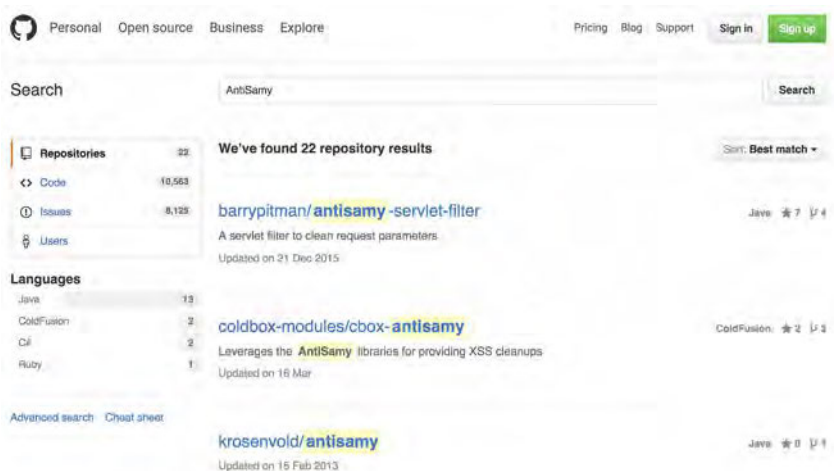 Personal Open source Business Explore Pricing Blog Support Sign in Sign up
Search AntiSamy Search
Repositories 22
Code 10,563
Issues 8,125
Users
Languages
Java 13
ColdFusion 2
C# 2
Ruby 1
Advanced search Cheat sheet
We've found 22 repository results Sort: Best match
barrypitman/antisamy-servlet-filter Java 7 4
A servlet filter to clean request parameters
Updated on 21 Dec 2015
coldbox-modules/cbox-antisamy ColdFusion 2 3
Leverages the AntiSamy libraries for providing XSS cleanups
Updated on 16 Mar
krosenvold/antisamy Java 0 1
Updated on 15 Feb 2013